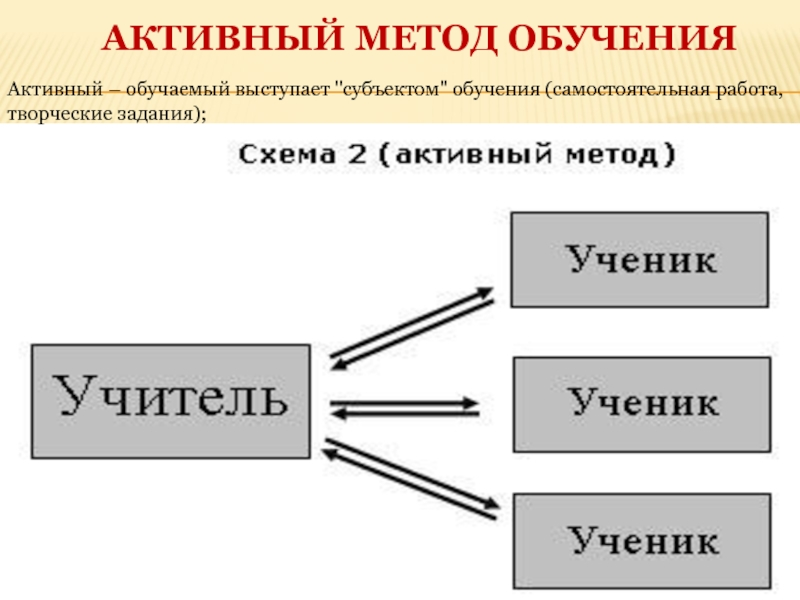 АКТИВНЫЙ МЕТОД ОБУЧЕНИЯ
Активный – обучаемый выступает "субъектом" обучения (самостоятельная работа,
творческие задания);
Схема 2 (активный метод)
Ученик
Учитель
Ученик
Ученик